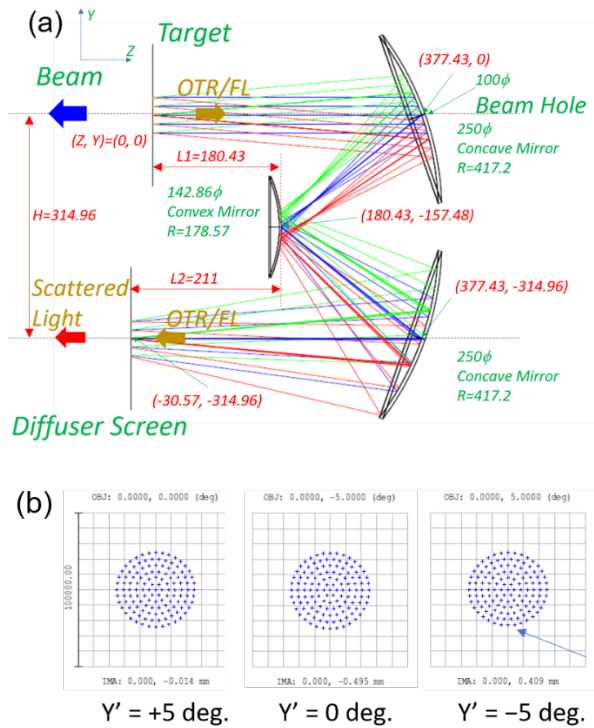 (a)
Y
Z
Target
Beam
OTR/FL
(377.43, 0)
100ϕ
Beam Hole
(Z, Y)=(0, 0)
L1=180.43
250ϕ
Concave Mirror
R=417.2
H=314.96
142.86ϕ
Convex Mirror
R=178.57
(180.43, -157.48)
L2=211
Scattered
Light
OTR/FL
(377.43, -314.96)
250ϕ
Concave Mirror
R=417.2
(-30.57, -314.96)
Diffuser Screen
(b)
OBJ: 0.0000, 0.0000 (deg)
OBJ: 0.0000, -5.0000 (deg)
OBJ: 0.0000, 5.0000 (deg)
100000.00
IMA: 0.000, -0.014 mm
IMA: 0.000, -0.495 mm
IMA: 0.000, 0.409 mm
Y' = +5 deg.
Y' = 0 deg.
Y' = −5 deg.